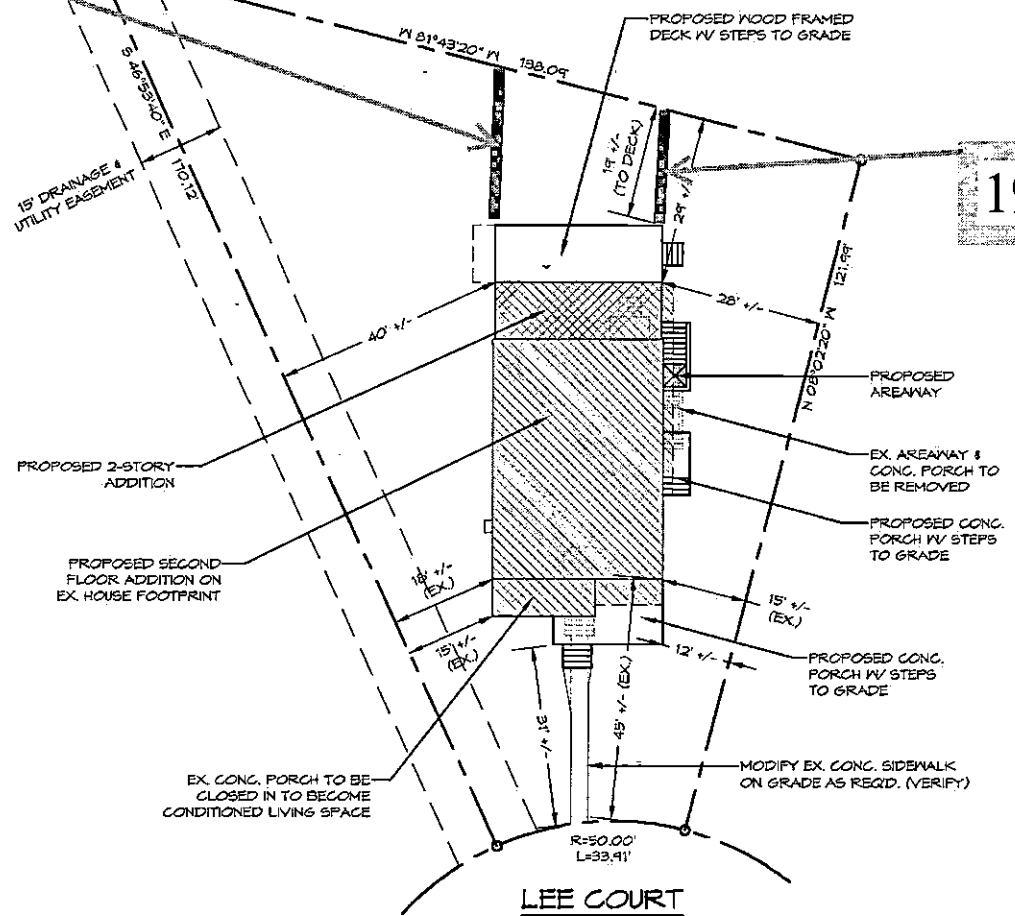 PROPOSED WOOD FRAMED
DECK W/ STEPS TO GRADE
W 81°43'20" W
138.09
S 46°53'40" E
170.12'
15' DRAINAGE &
UTILITY EASEMENT
19' +/-
(TO DECK)
29' +/-
19
40' +/-
28' +/-
N 08°02'20" W 121.99'
PROPOSED
AREAWAY
PROPOSED 2-STORY
ADDITION
EX. AREAWAY &
CONC. PORCH TO
BE REMOVED
PROPOSED CONC.
PORCH W/ STEPS
TO GRADE
PROPOSED SECOND
FLOOR ADDITION ON
EX. HOUSE FOOTPRINT
18' +/-
(EX.)
15' +/-
(EX.)
15' +/-
(EX.)
12' +/-
PROPOSED CONC.
PORCH W/ STEPS
TO GRADE
31' +/-
45' +/- (EX.)
EX. CONC. PORCH TO BE
CLOSED IN TO BECOME
CONDITIONED LIVING SPACE
MODIFY EX. CONC. SIDEWALK
ON GRADE AS REQD. (VERIFY)
R=50.00'
L=33.91'
LEE COURT